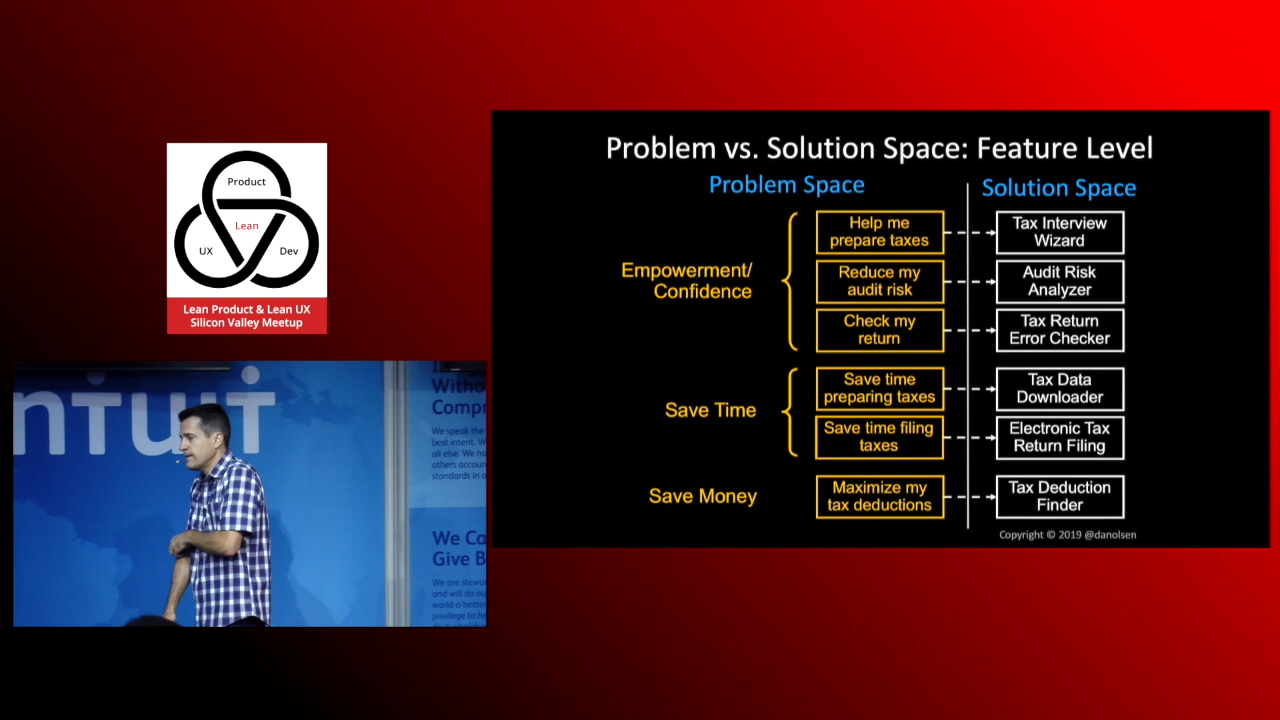 Product
Lean
UX
Dev
Lean Product & Lean UX
Silicon Valley Meetup
Problem vs. Solution Space: Feature Level
Problem Space
Solution Space
Empowerment/
Confidence
Help me
prepare taxes
Tax Interview
Wizard
Reduce my
audit risk
Audit Risk
Analyzer
Check my
return
Tax Return
Error Checker
Save Time
Save time
preparing taxes
Tax Data
Downloader
Save time filing
taxes
Electronic Tax
Return Filing
Save Money
Maximize my
tax deductions
Tax Deduction
Finder
Copyright © 2019 @danolsen
ntuit
Witho
Compr
We speak the
best intent. W
all else: We ho
others accoun
standards in o
We Ca
Give B
We are stewar
and will do ou
world a better
privilege to